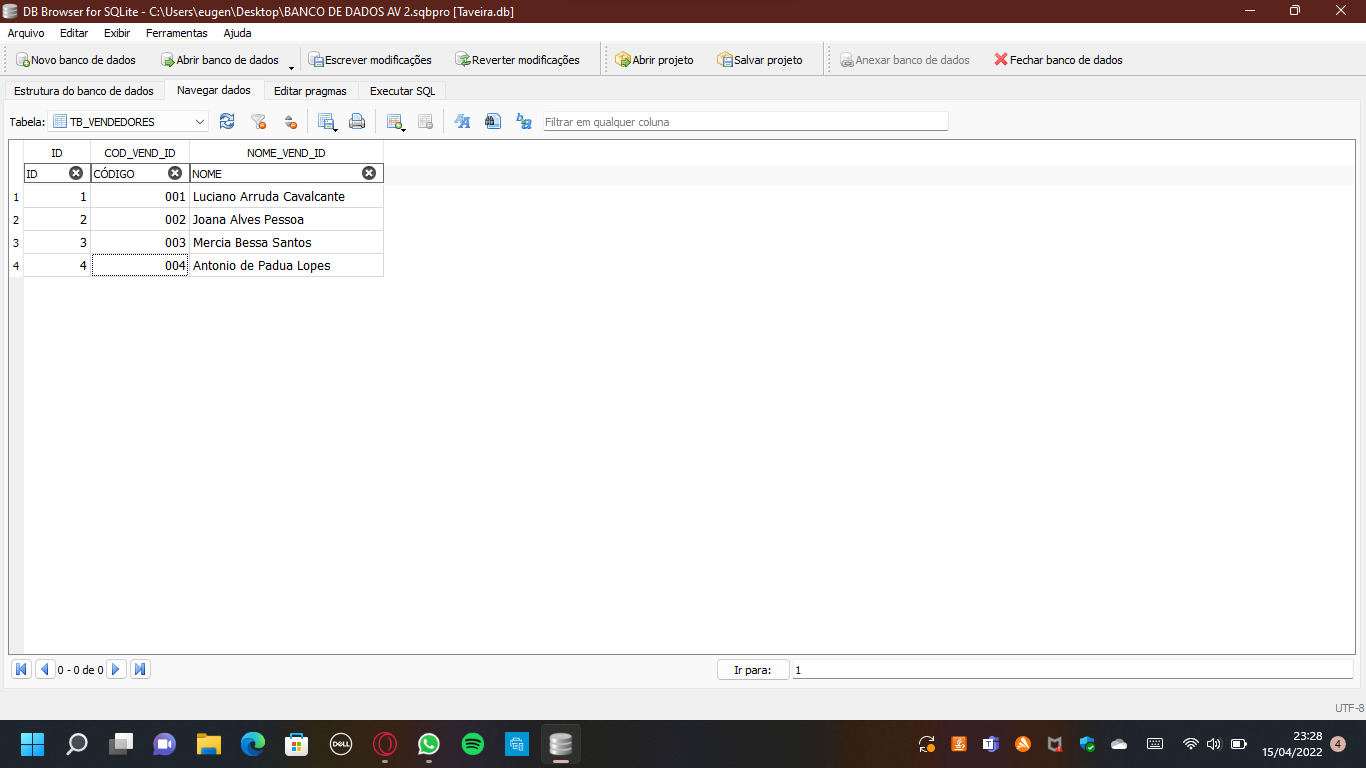 DB Browser for SQLite - C:\Users\eugen\Desktop\BANCO DE DADOS AV 2.sqbpro [Taveira.db]
Arquivo Editar Exibir Ferramentas Ajuda
Novo banco de dados Abrir banco de dados Escrever modificações Reverter modificações Abrir projeto Salvar projeto Anexar banco de dados Fechar banco de dados
Estrutura do banco de dados Navegar dados Editar pragmas Executar SQL
Tabela: TB_VENDEDORES Filtrar em qualquer coluna
ID COD_VEND_ID NOME_VEND_ID
ID CÓDIGO NOME
1 1 001 Luciano Arruda Cavalcante
2 2 002 Joana Alves Pessoa
3 3 003 Mercia Bessa Santos
4 4 004 Antonio de Padua Lopes
0 - 0 de 0 Ir para: 1
UTF-8
DELL
23:28
15/04/2022 4